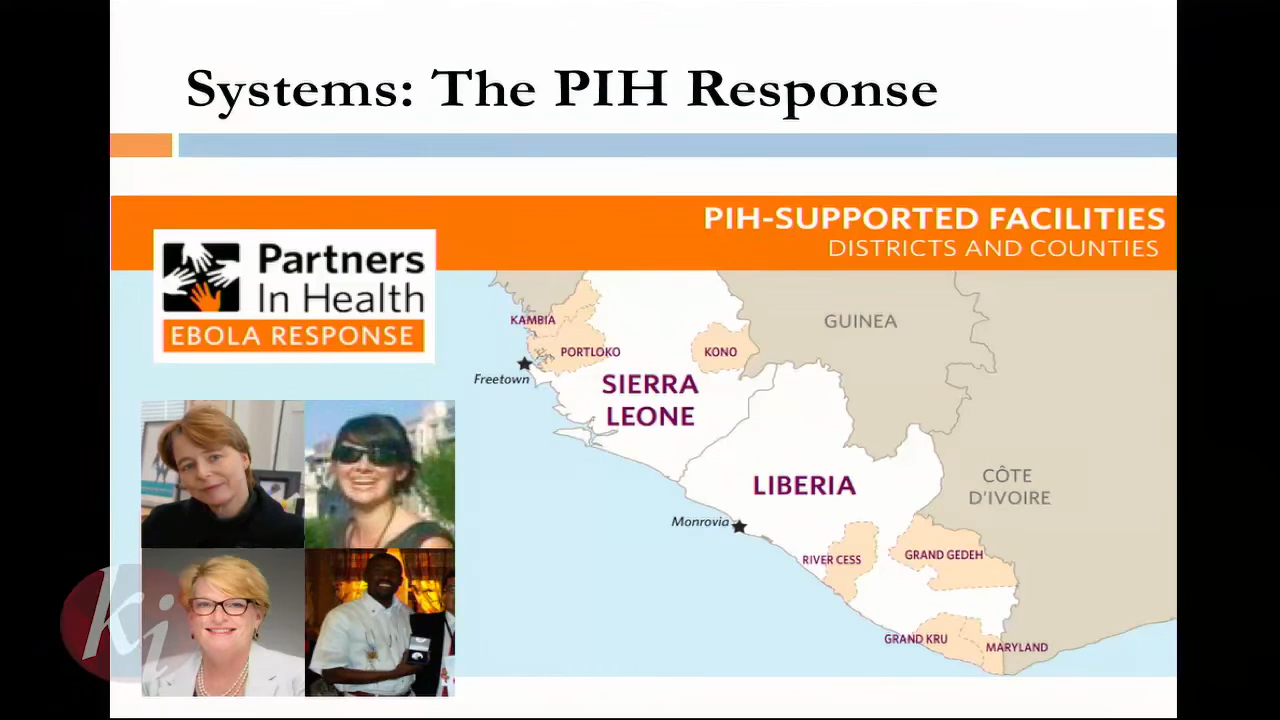 Systems: The PIH Response
PIH-SUPPORTED FACILITIES
DISTRICTS AND COUNTIES
Partners
In Health
EBOLA RESPONSE
KAMBIA
PORTLOKO
KONO
GUINEA
Freetown
SIERRA
LEONE
LIBERIA
CÔTE
D'IVOIRE
Monrovia
RIVER CESS
GRAND GEDEH
GRAND KRU
MARYLAND
ki